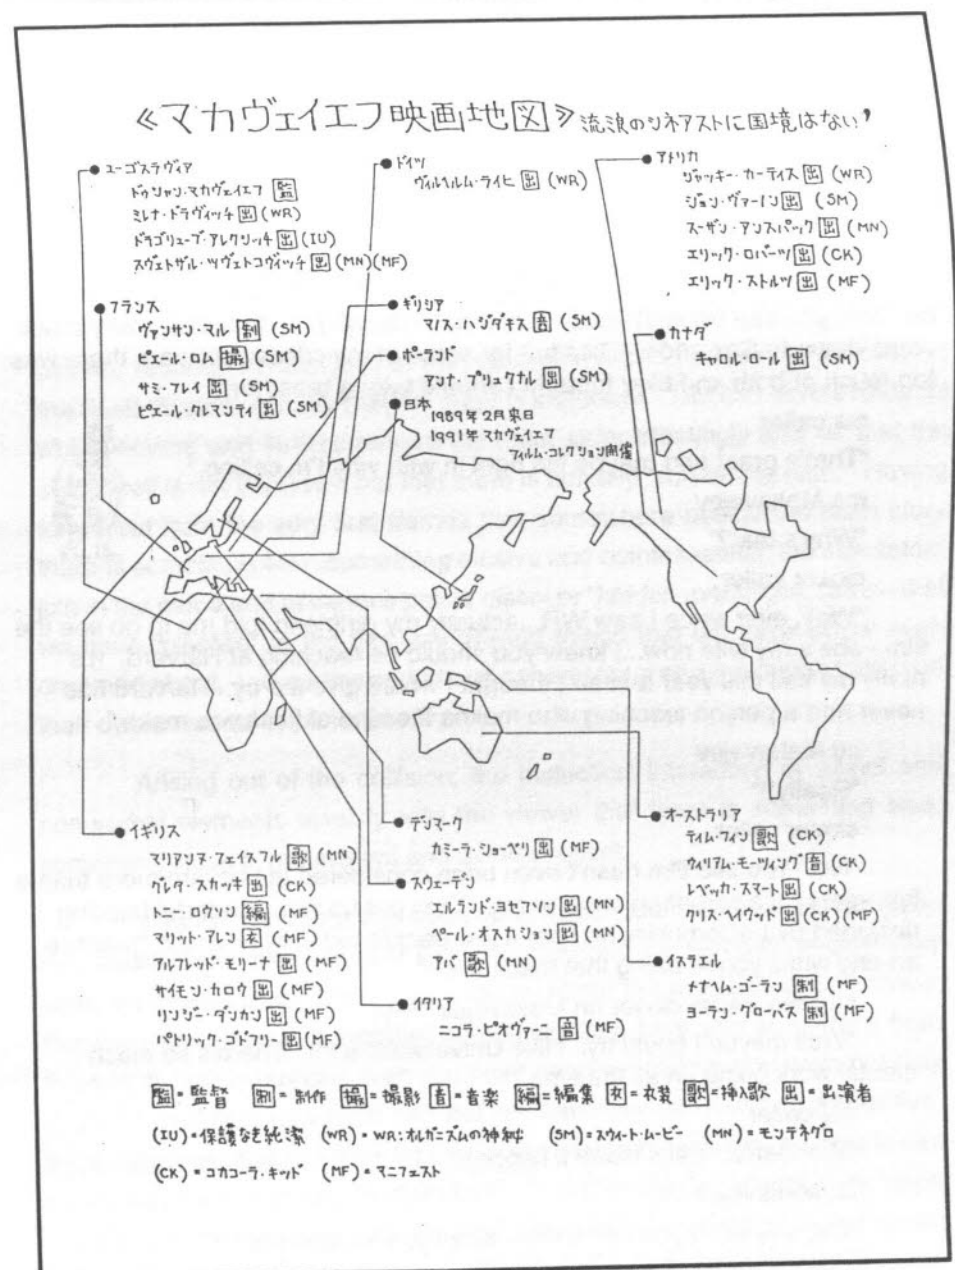 ≪マカヴェイエフ映画地図≫流浪のシネアストに国境はない'
●ユーゴスラヴィア
ドゥシャン・マカヴェイエフ 監
ミレナ・ドラヴィッチ 出 (WR)
ドラゴリューブ・アレクシッチ 出 (IU)
スヴェトザル・ツヴェトコヴィッチ 出 (MN)(MF)
●ドイツ
ヴィルヘルム・ライヒ 出 (WR)
●アメリカ
ジャッキー・カーティス 出 (WR)
ジョン・ヴァーノン 出 (SM)
スーザン・アンスパック 出 (MN)
エリック・ロバーツ 出 (CK)
エリック・ストルツ 出 (MF)
●フランス
ヴァンサン・マル 制 (SM)
ピエール・ロム 撮 (SM)
サミ・フレイ 出 (SM)
ピエール・クレマンティ 出 (SM)
●ギリシア
マノス・ハジダキス 音 (SM)
●ポーランド
アンナ・プリュクナル 出 (SM)
●日本
1989年2月来日
1991年マカヴェイエフ
フィルム・コレクション開催
●カナダ
キャロル・ロール 出 (SM)
●イギリス
マリアンヌ・フェイスフル 歌 (MN)
グレタ・スカッキ 出 (CK)
トニー・ロウソン 編 (MF)
マリット・アレン 衣 (MF)
アルフレッド・モリーナ 出 (MF)
サイモン・カロウ 出 (MF)
リンジー・ダンカン 出 (MF)
パトリック・ゴドフリー 出 (MF)
●デンマーク
カミーラ・ショーベリ 出 (MF)
●スウェーデン
エルランド・ヨセフソン 出 (MN)
ペール・オスカション 出 (MN)
アバ 歌 (MN)
●イタリア
ニコラ・ピオヴァーニ 音 (MF)
●オーストラリア
ティム・フィン 歌 (CK)
ウィリアム・モーツィング 音 (CK)
レベッカ・スマート 出 (CK)
クリス・ヘイウッド 出 (CK)(MF)
●イスラエル
メナヘム・ゴーラン 制 (MF)
ヨーラン・グローバス 制 (MF)
監=監督 制=制作 撮=撮影 音=音楽 編=編集 衣=衣装 歌=挿入歌 出=出演者
(IU)=保護なき純潔 (WR)=WR:オルガニズムの神秘 (SM)=スウィート・ムービー (MN)=モンテネグロ
(CK)=コカコーラ・キッド (MF)=マニフェスト